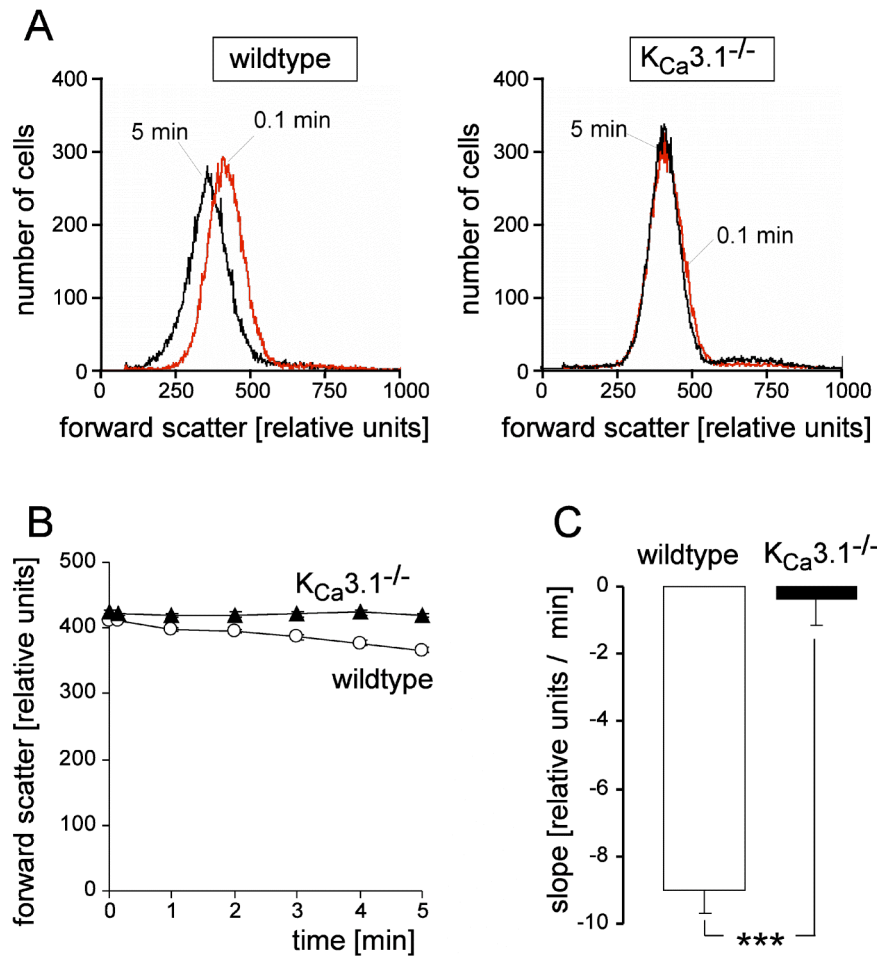 A
wildtype
number of cells
400
300
200
100
0
5 min
0.1 min
0
250
500
750
1000
forward scatter [relative units]
KCa3.1-/-
number of cells
400
300
200
100
0
5 min
0.1 min
0
250
500
750
1000
forward scatter [relative units]
B
forward scatter [relative units]
500
400
300
200
100
0
KCa3.1-/-
wildtype
0
1
2
3
4
5
time [min]
C
wildtype
KCa3.1-/-
slope [relative units / min]
0
-2
-4
-6
-8
-10
***